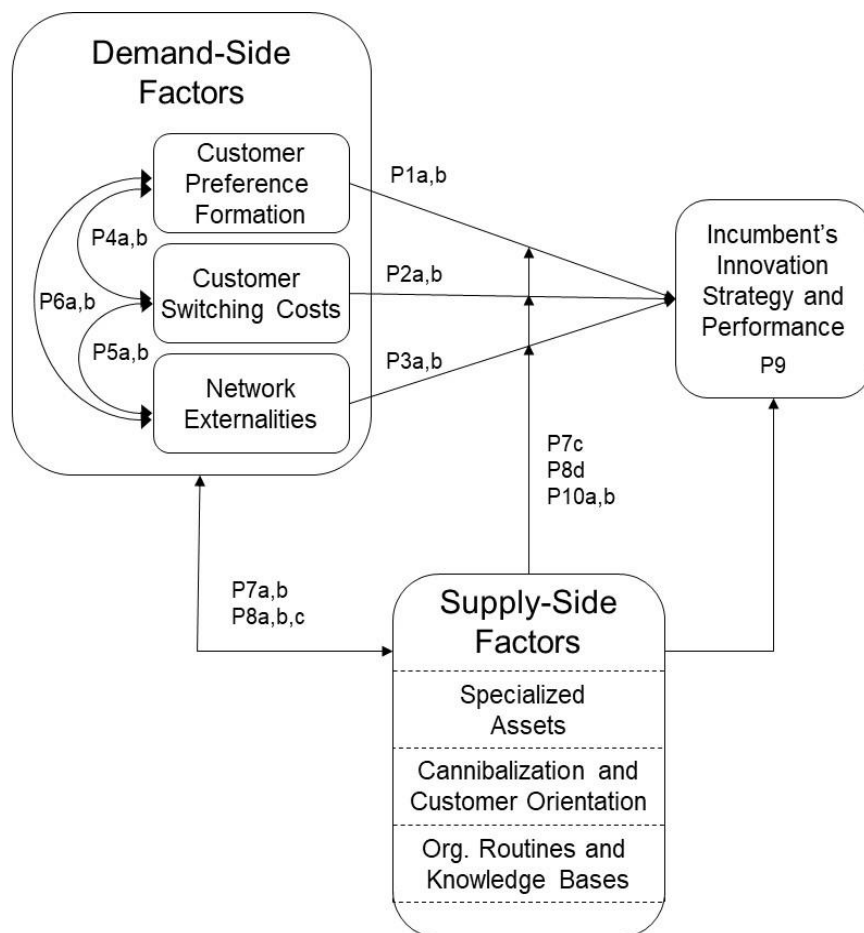 Demand-Side
Factors
Customer
Preference
Formation
P1a,b
P4a,b
Customer
Switching Costs
P2a,b
P6a,b
P5a,b
Network
Externalities
P3a,b
Incumbent's
Innovation
Strategy and
Performance
P9
P7c
P8d
P10a,b
P7a,b
P8a,b,c
Supply-Side
Factors
Specialized
Assets
Cannibalization and
Customer Orientation
Org. Routines and
Knowledge Bases